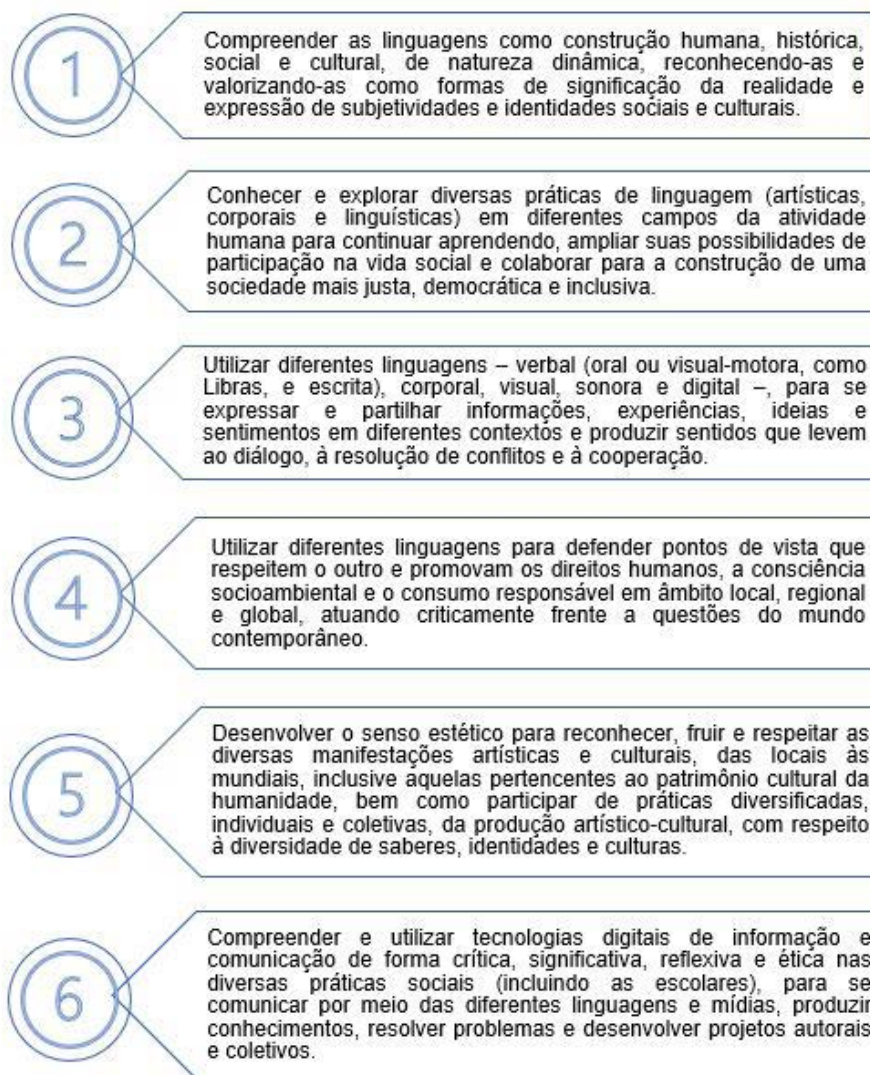 1
Compreender as linguagens como construção humana, histórica,
social e cultural, de natureza dinâmica, reconhecendo-as e
valorizando-as como formas de significação da realidade e
expressão de subjetividades e identidades sociais e culturais.
2
Conhecer e explorar diversas práticas de linguagem (artísticas,
corporais e linguísticas) em diferentes campos da atividade
humana para continuar aprendendo, ampliar suas possibilidades de
participação na vida social e colaborar para a construção de uma
sociedade mais justa, democrática e inclusiva.
3
Utilizar diferentes linguagens – verbal (oral ou visual-motora, como
Libras, e escrita), corporal, visual, sonora e digital –, para se
expressar e partilhar informações, experiências, ideias e
sentimentos em diferentes contextos e produzir sentidos que levem
ao diálogo, à resolução de conflitos e à cooperação.
4
Utilizar diferentes linguagens para defender pontos de vista que
respeitem o outro e promovam os direitos humanos, a consciência
socioambiental e o consumo responsável em âmbito local, regional
e global, atuando criticamente frente a questões do mundo
contemporâneo.
5
Desenvolver o senso estético para reconhecer, fruir e respeitar as
diversas manifestações artísticas e culturais, das locais às
mundiais, inclusive aquelas pertencentes ao patrimônio cultural da
humanidade, bem como participar de práticas diversificadas,
individuais e coletivas, da produção artístico-cultural, com respeito
à diversidade de saberes, identidades e culturas.
6
Compreender e utilizar tecnologias digitais de informação e
comunicação de forma crítica, significativa, reflexiva e ética nas
diversas práticas sociais (incluindo as escolares), para se
comunicar por meio das diferentes linguagens e mídias, produzir
conhecimentos, resolver problemas e desenvolver projetos autorais
e coletivos.